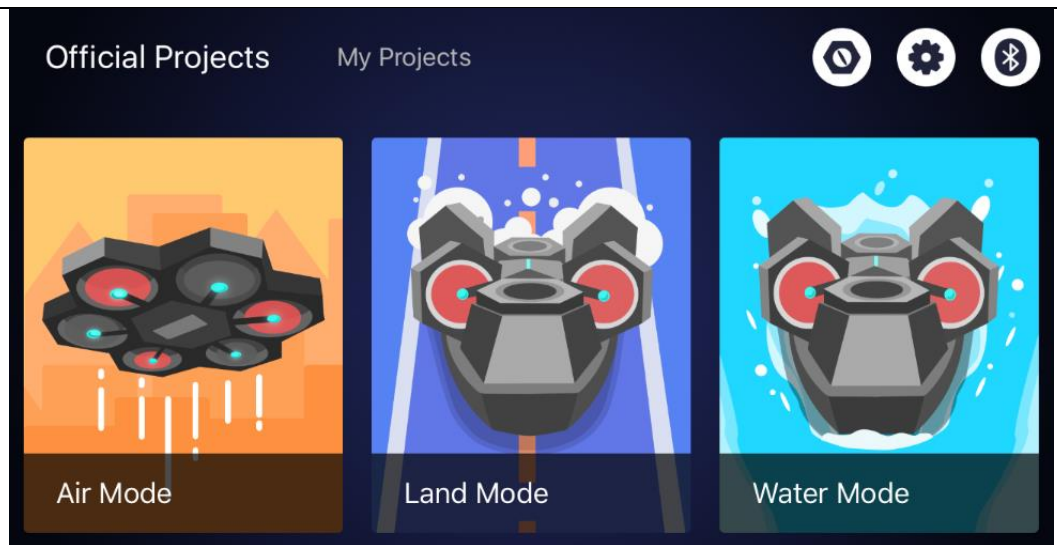 Official Projects
My Projects
Air Mode
Land Mode
Water Mode